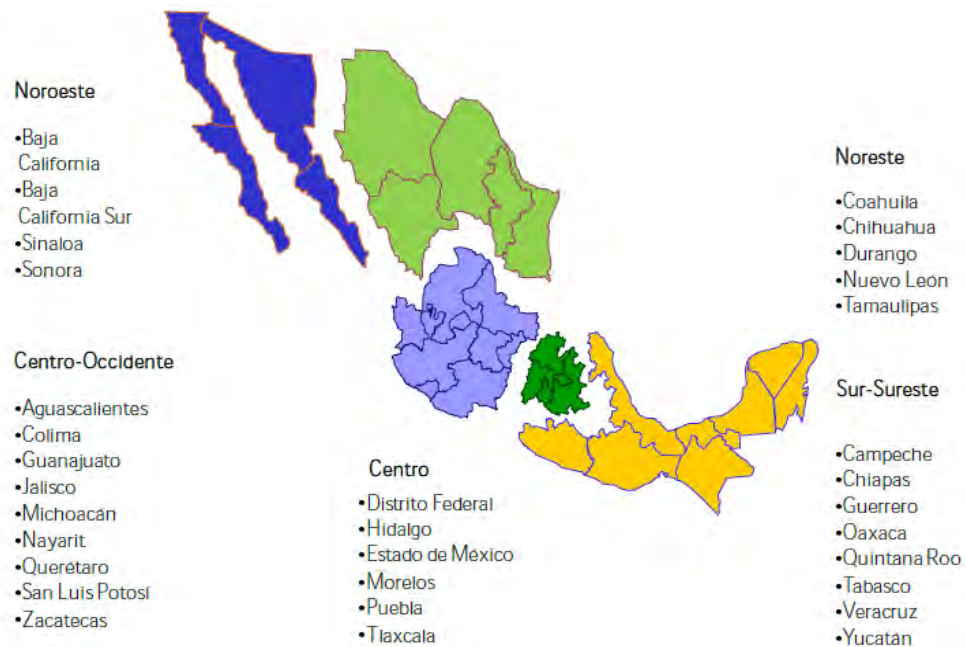 Noroeste
•Baja
California
•Baja
California Sur
•Sinaloa
•Sonora
Noreste
•Coahuila
•Chihuahua
•Durango
•Nuevo León
•Tamaulipas
Centro-Occidente
•Aguascalientes
•Colima
•Guanajuato
•Jalisco
•Michoacán
•Nayarit
•Querétaro
•San Luis Potosí
•Zacatecas
Centro
•Distrito Federal
•Hidalgo
•Estado de México
•Morelos
•Puebla
•Tlaxcala
Sur-Sureste
•Campeche
•Chiapas
•Guerrero
•Oaxaca
•Quintana Roo
•Tabasco
•Veracruz
•Yucatán